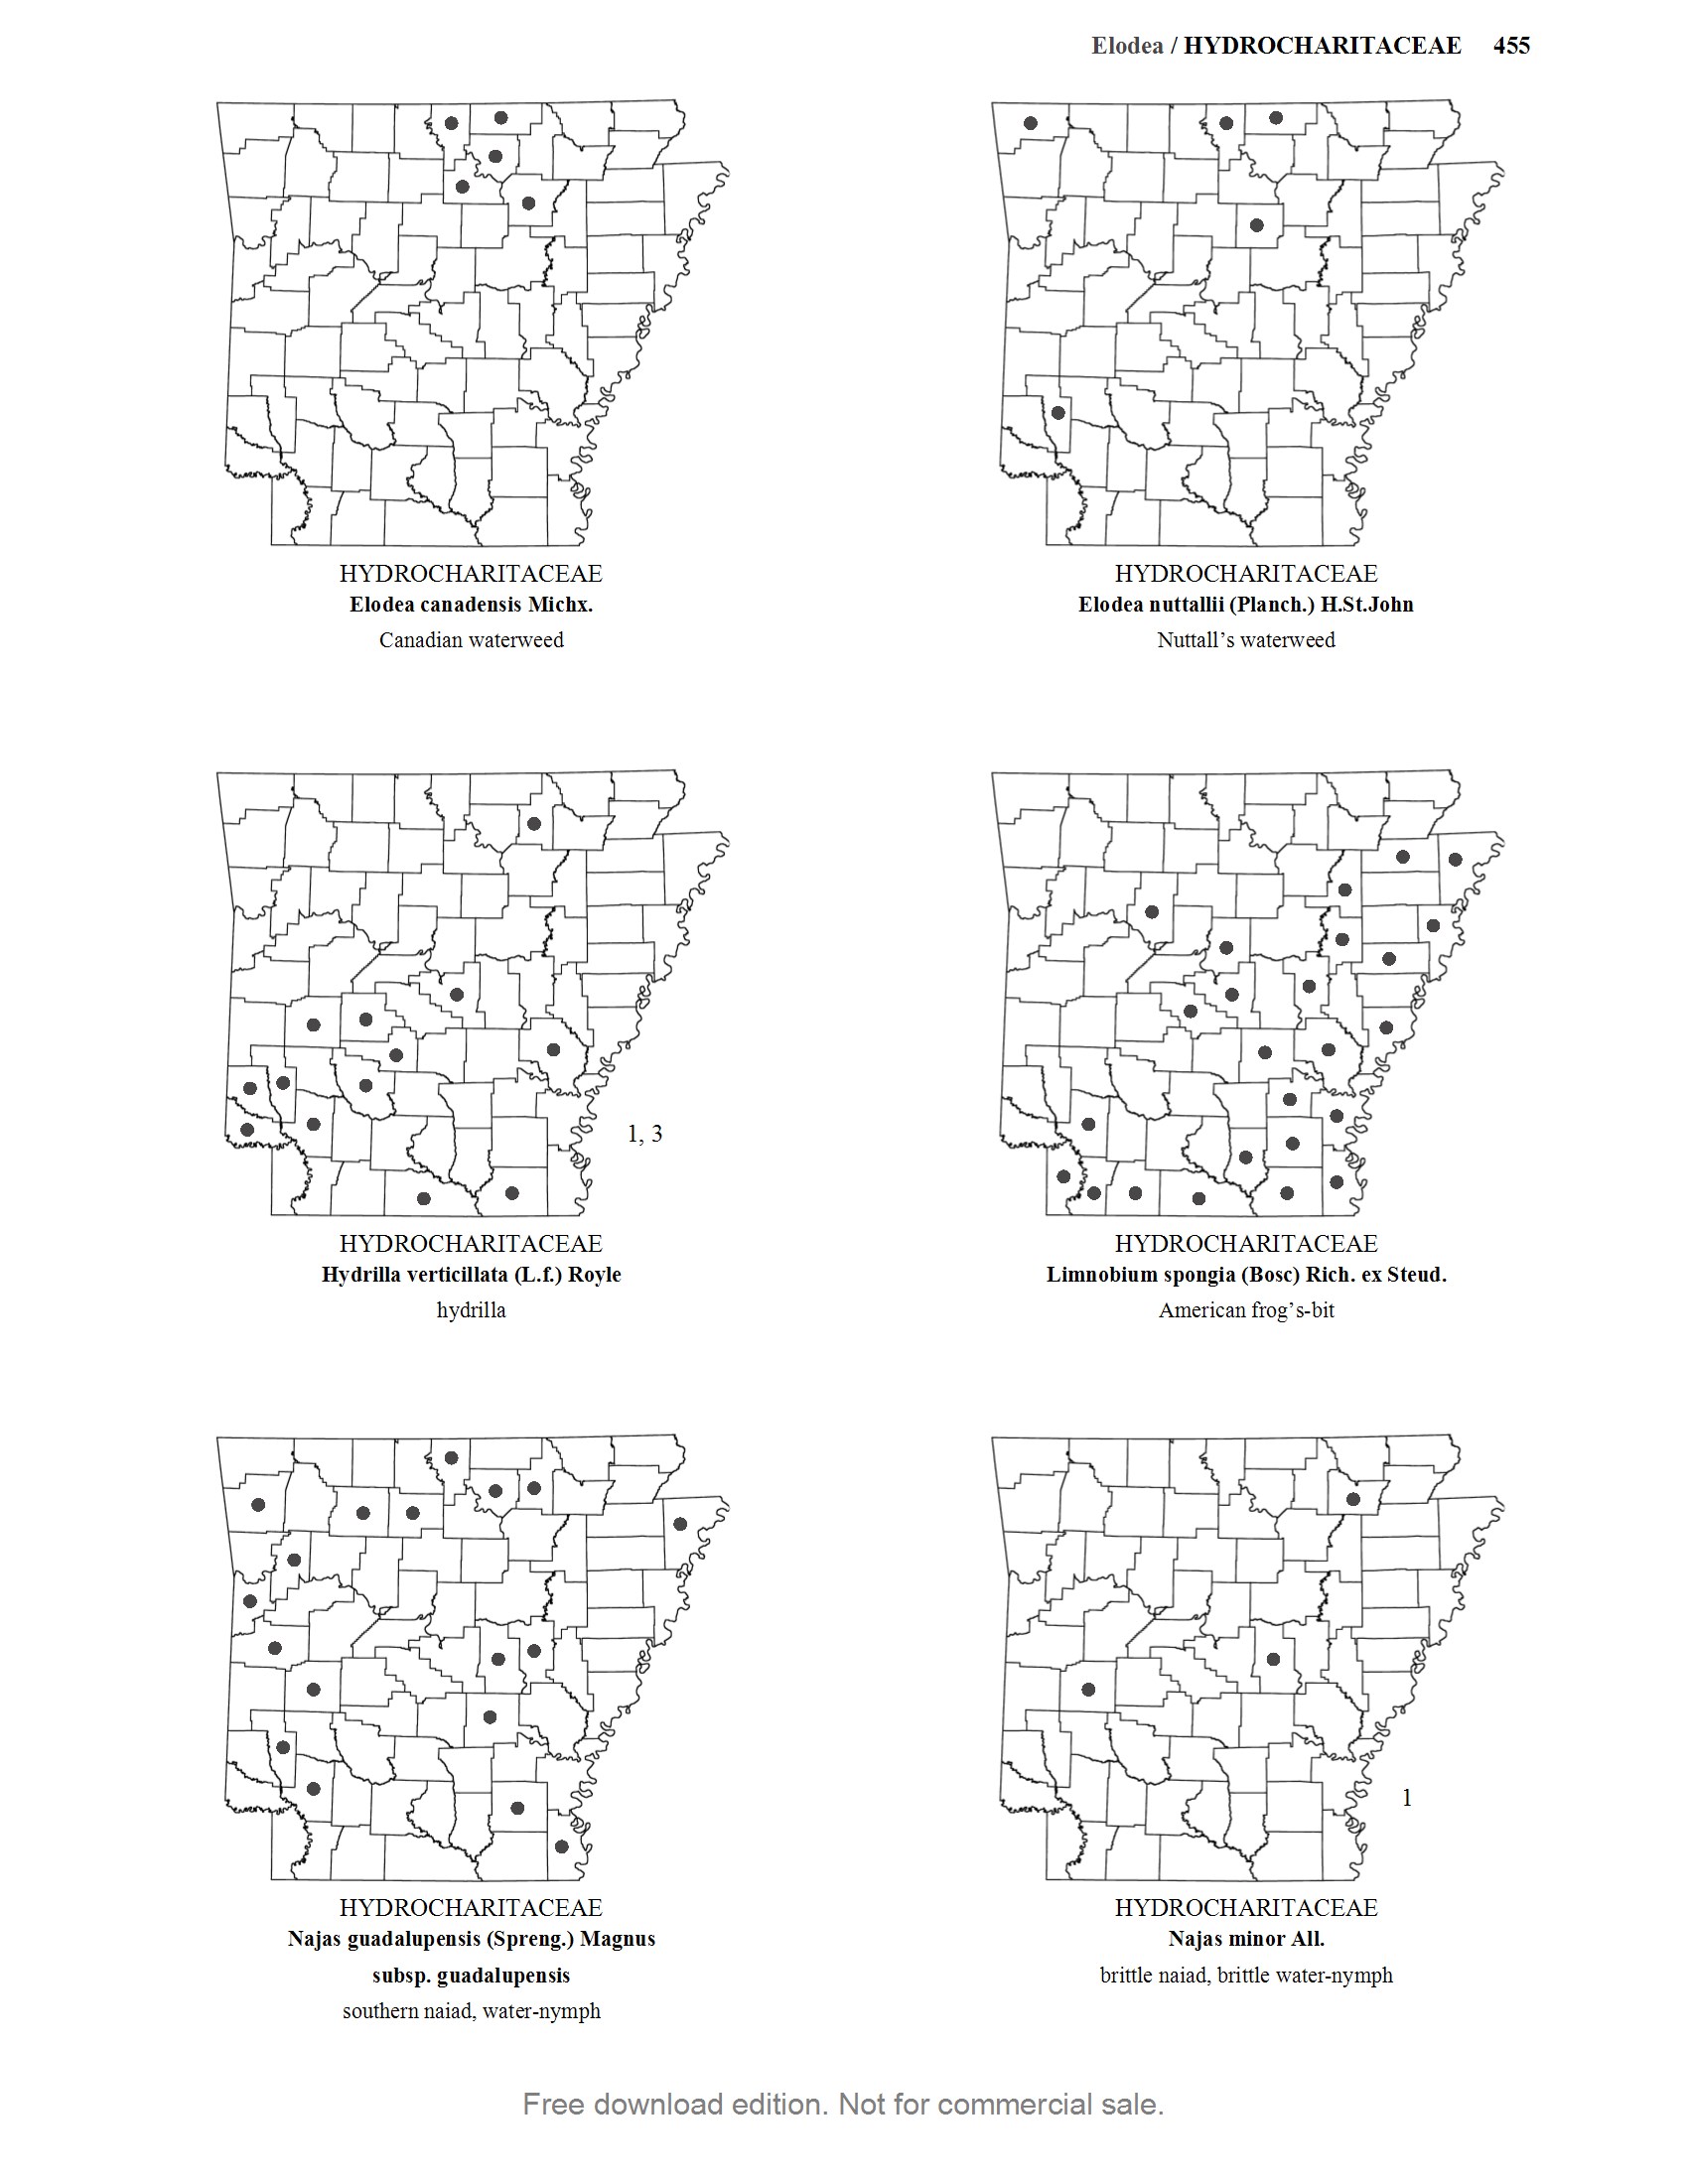 Elodea / HYDROCHARITACEAE 455
HYDROCHARITACEAE
Elodea canadensis Michx.
Canadian waterweed
HYDROCHARITACEAE
Elodea nuttallii (Planch.) H.St.John
Nuttall’s waterweed
1, 3
HYDROCHARITACEAE
Hydrilla verticillata (L.f.) Royle
hydrilla
HYDROCHARITACEAE
Limnobium spongia (Bosc) Rich. ex Steud.
American frog’s-bit
HYDROCHARITACEAE
Najas guadalupensis (Spreng.) Magnus
subsp. guadalupensis
southern naiad, water-nymph
1
HYDROCHARITACEAE
Najas minor All.
brittle naiad, brittle water-nymph
Free download edition. Not for commercial sale.